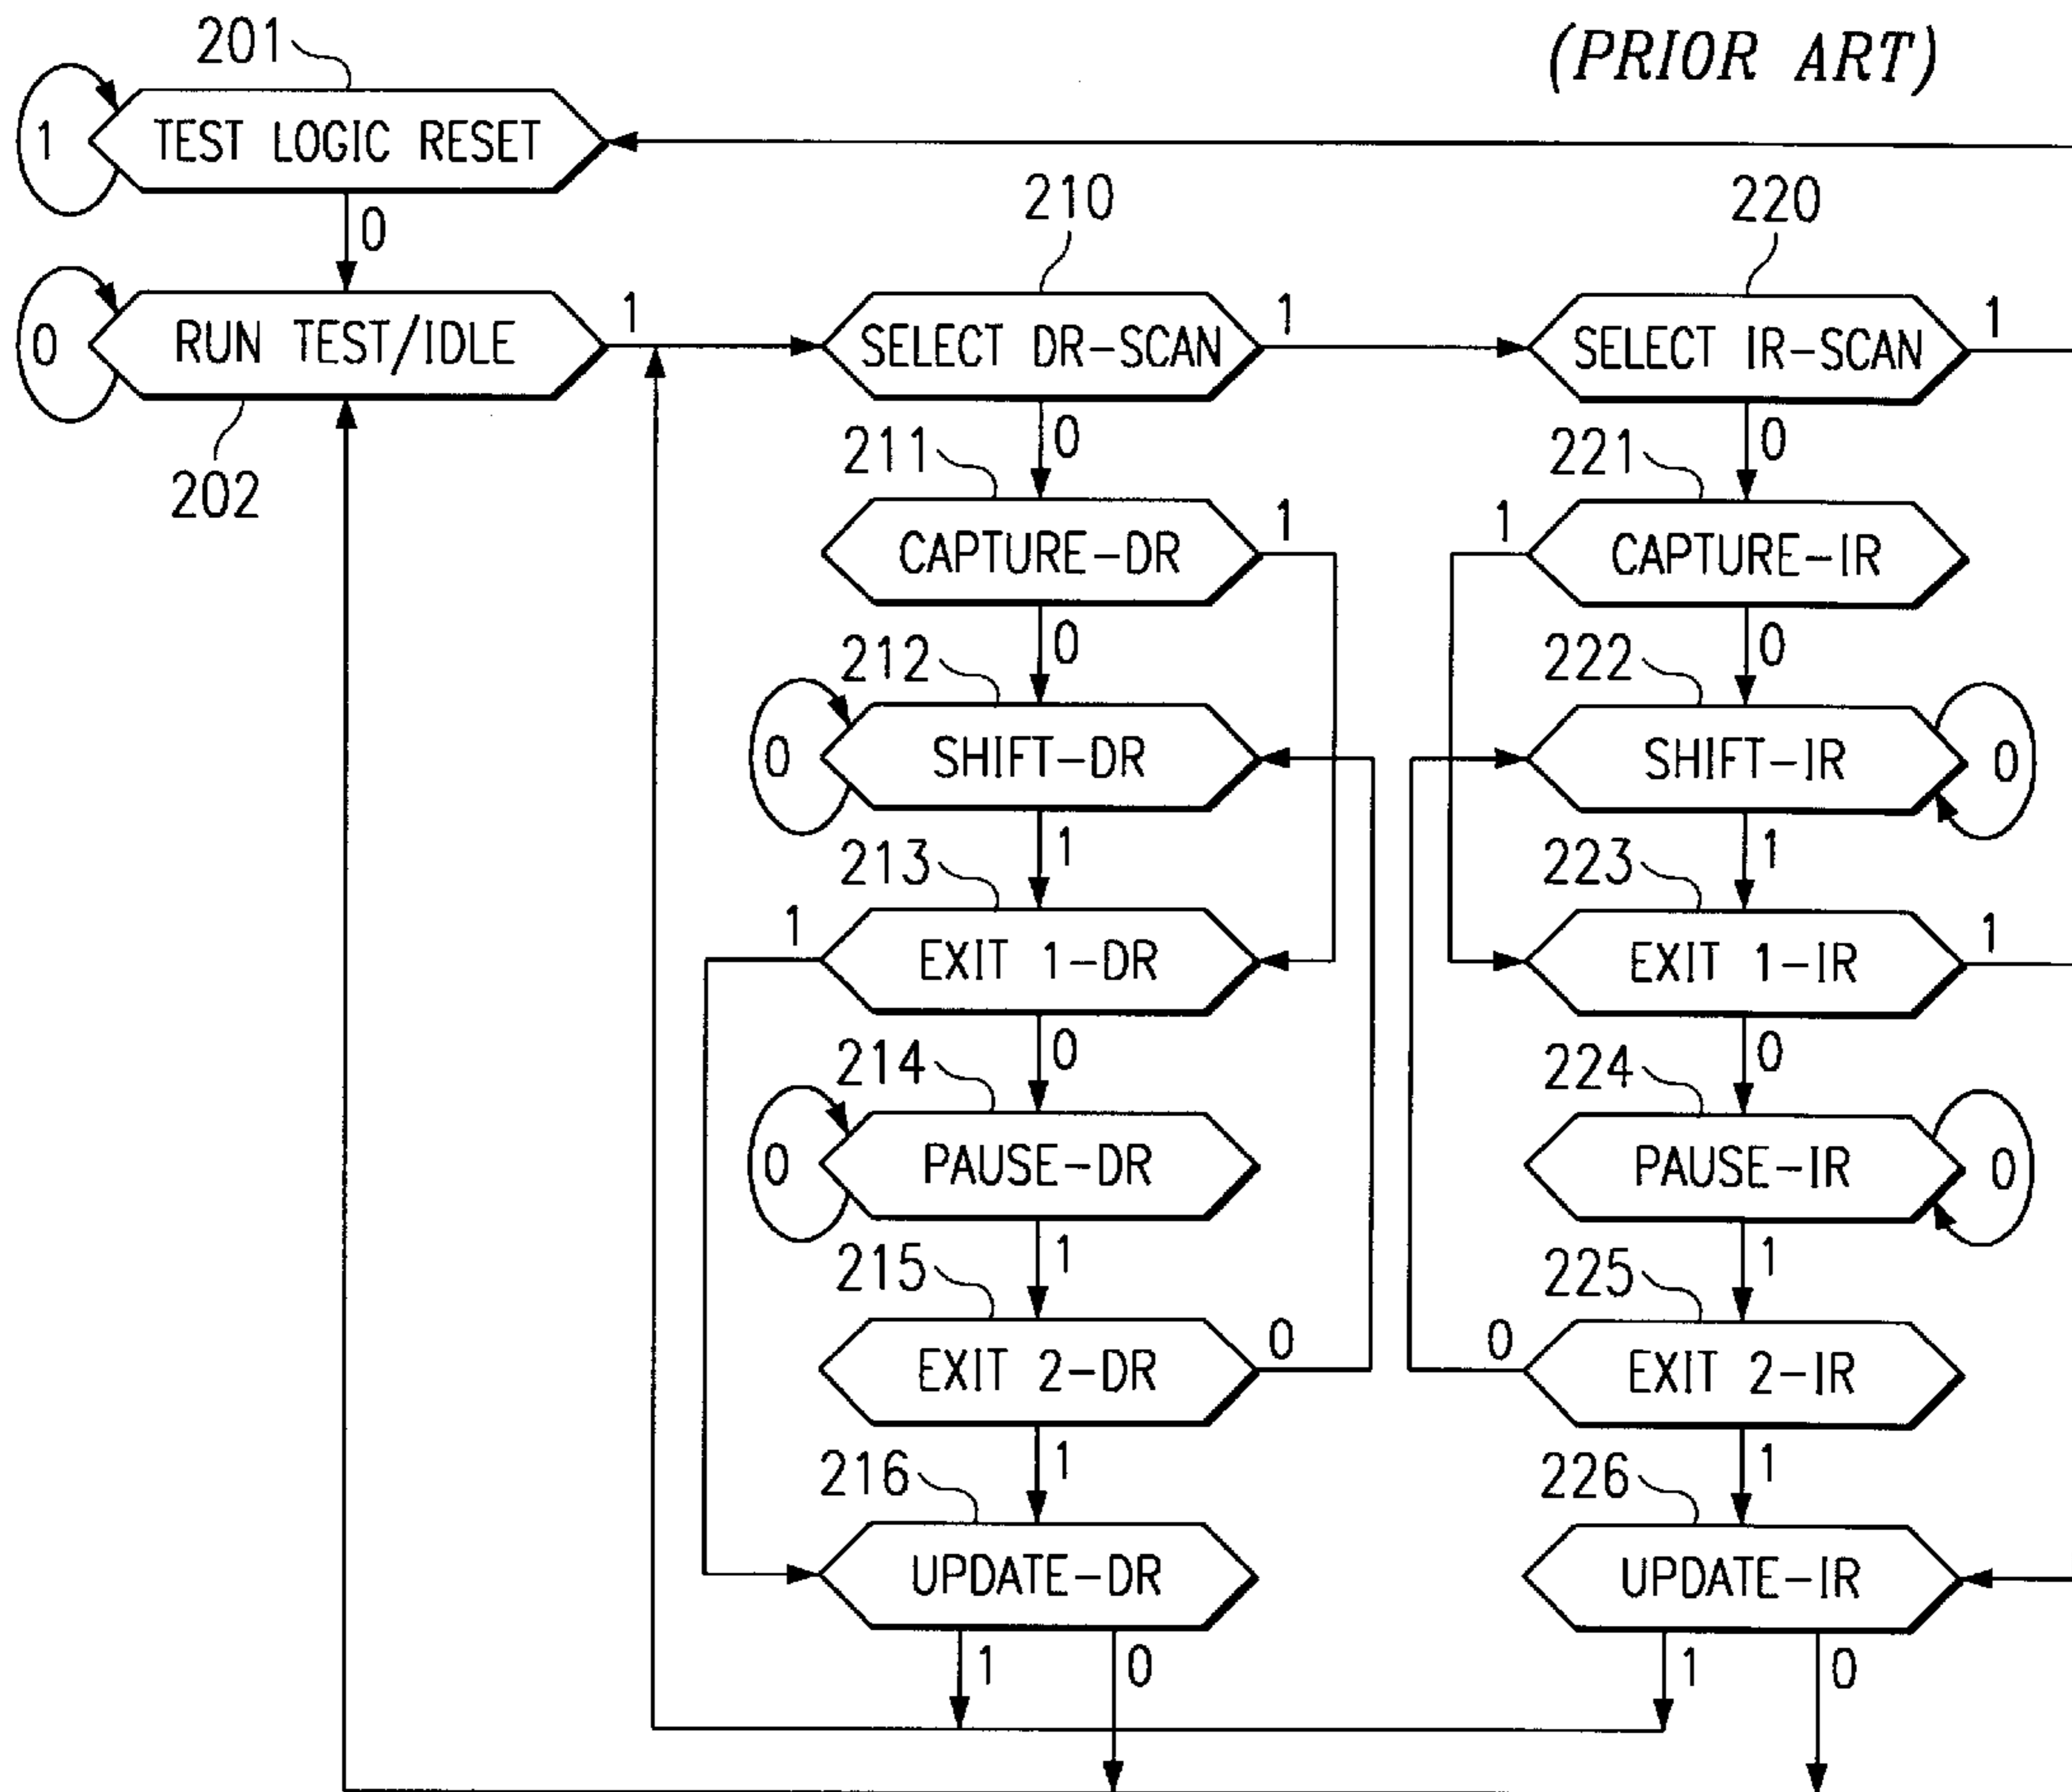 (PRIOR ART)
201
1
TEST LOGIC RESET
0
210
220
0
RUN TEST/IDLE
1
SELECT DR-SCAN
1
SELECT IR-SCAN
1
202
0
0
211
221
CAPTURE-DR
1
1
CAPTURE-IR
0
0
212
222
0
SHIFT-DR
SHIFT-IR
0
1
1
213
223
1
EXIT 1-DR
EXIT 1-IR
1
0
0
214
224
0
PAUSE-DR
PAUSE-IR
0
1
1
215
225
EXIT 2-DR
0
0
EXIT 2-IR
1
1
216
226
UPDATE-DR
UPDATE-IR
1
0
1
0